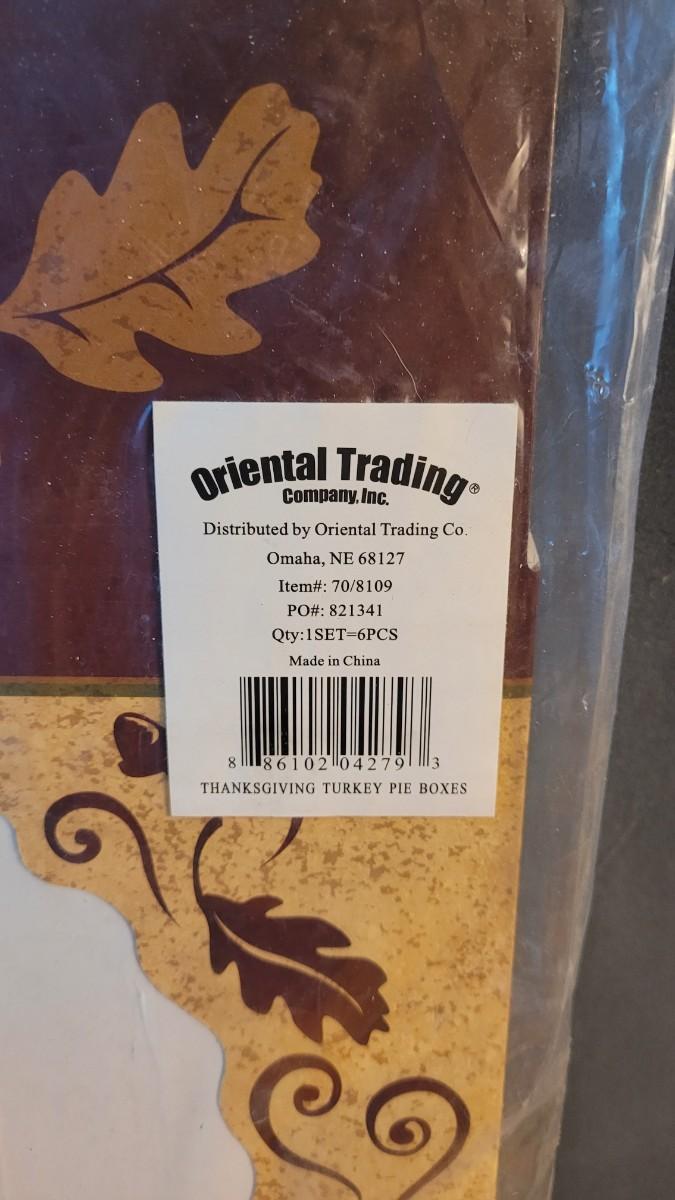 Oriental Trading®
Company, Inc.
Distributed by Oriental Trading Co.
Omaha, NE 68127
Item#: 70/8109
PO#: 821341
Qty:1SET=6PCS
Made in China
8 86102 04279 3
THANKSGIVING TURKEY PIE BOXES